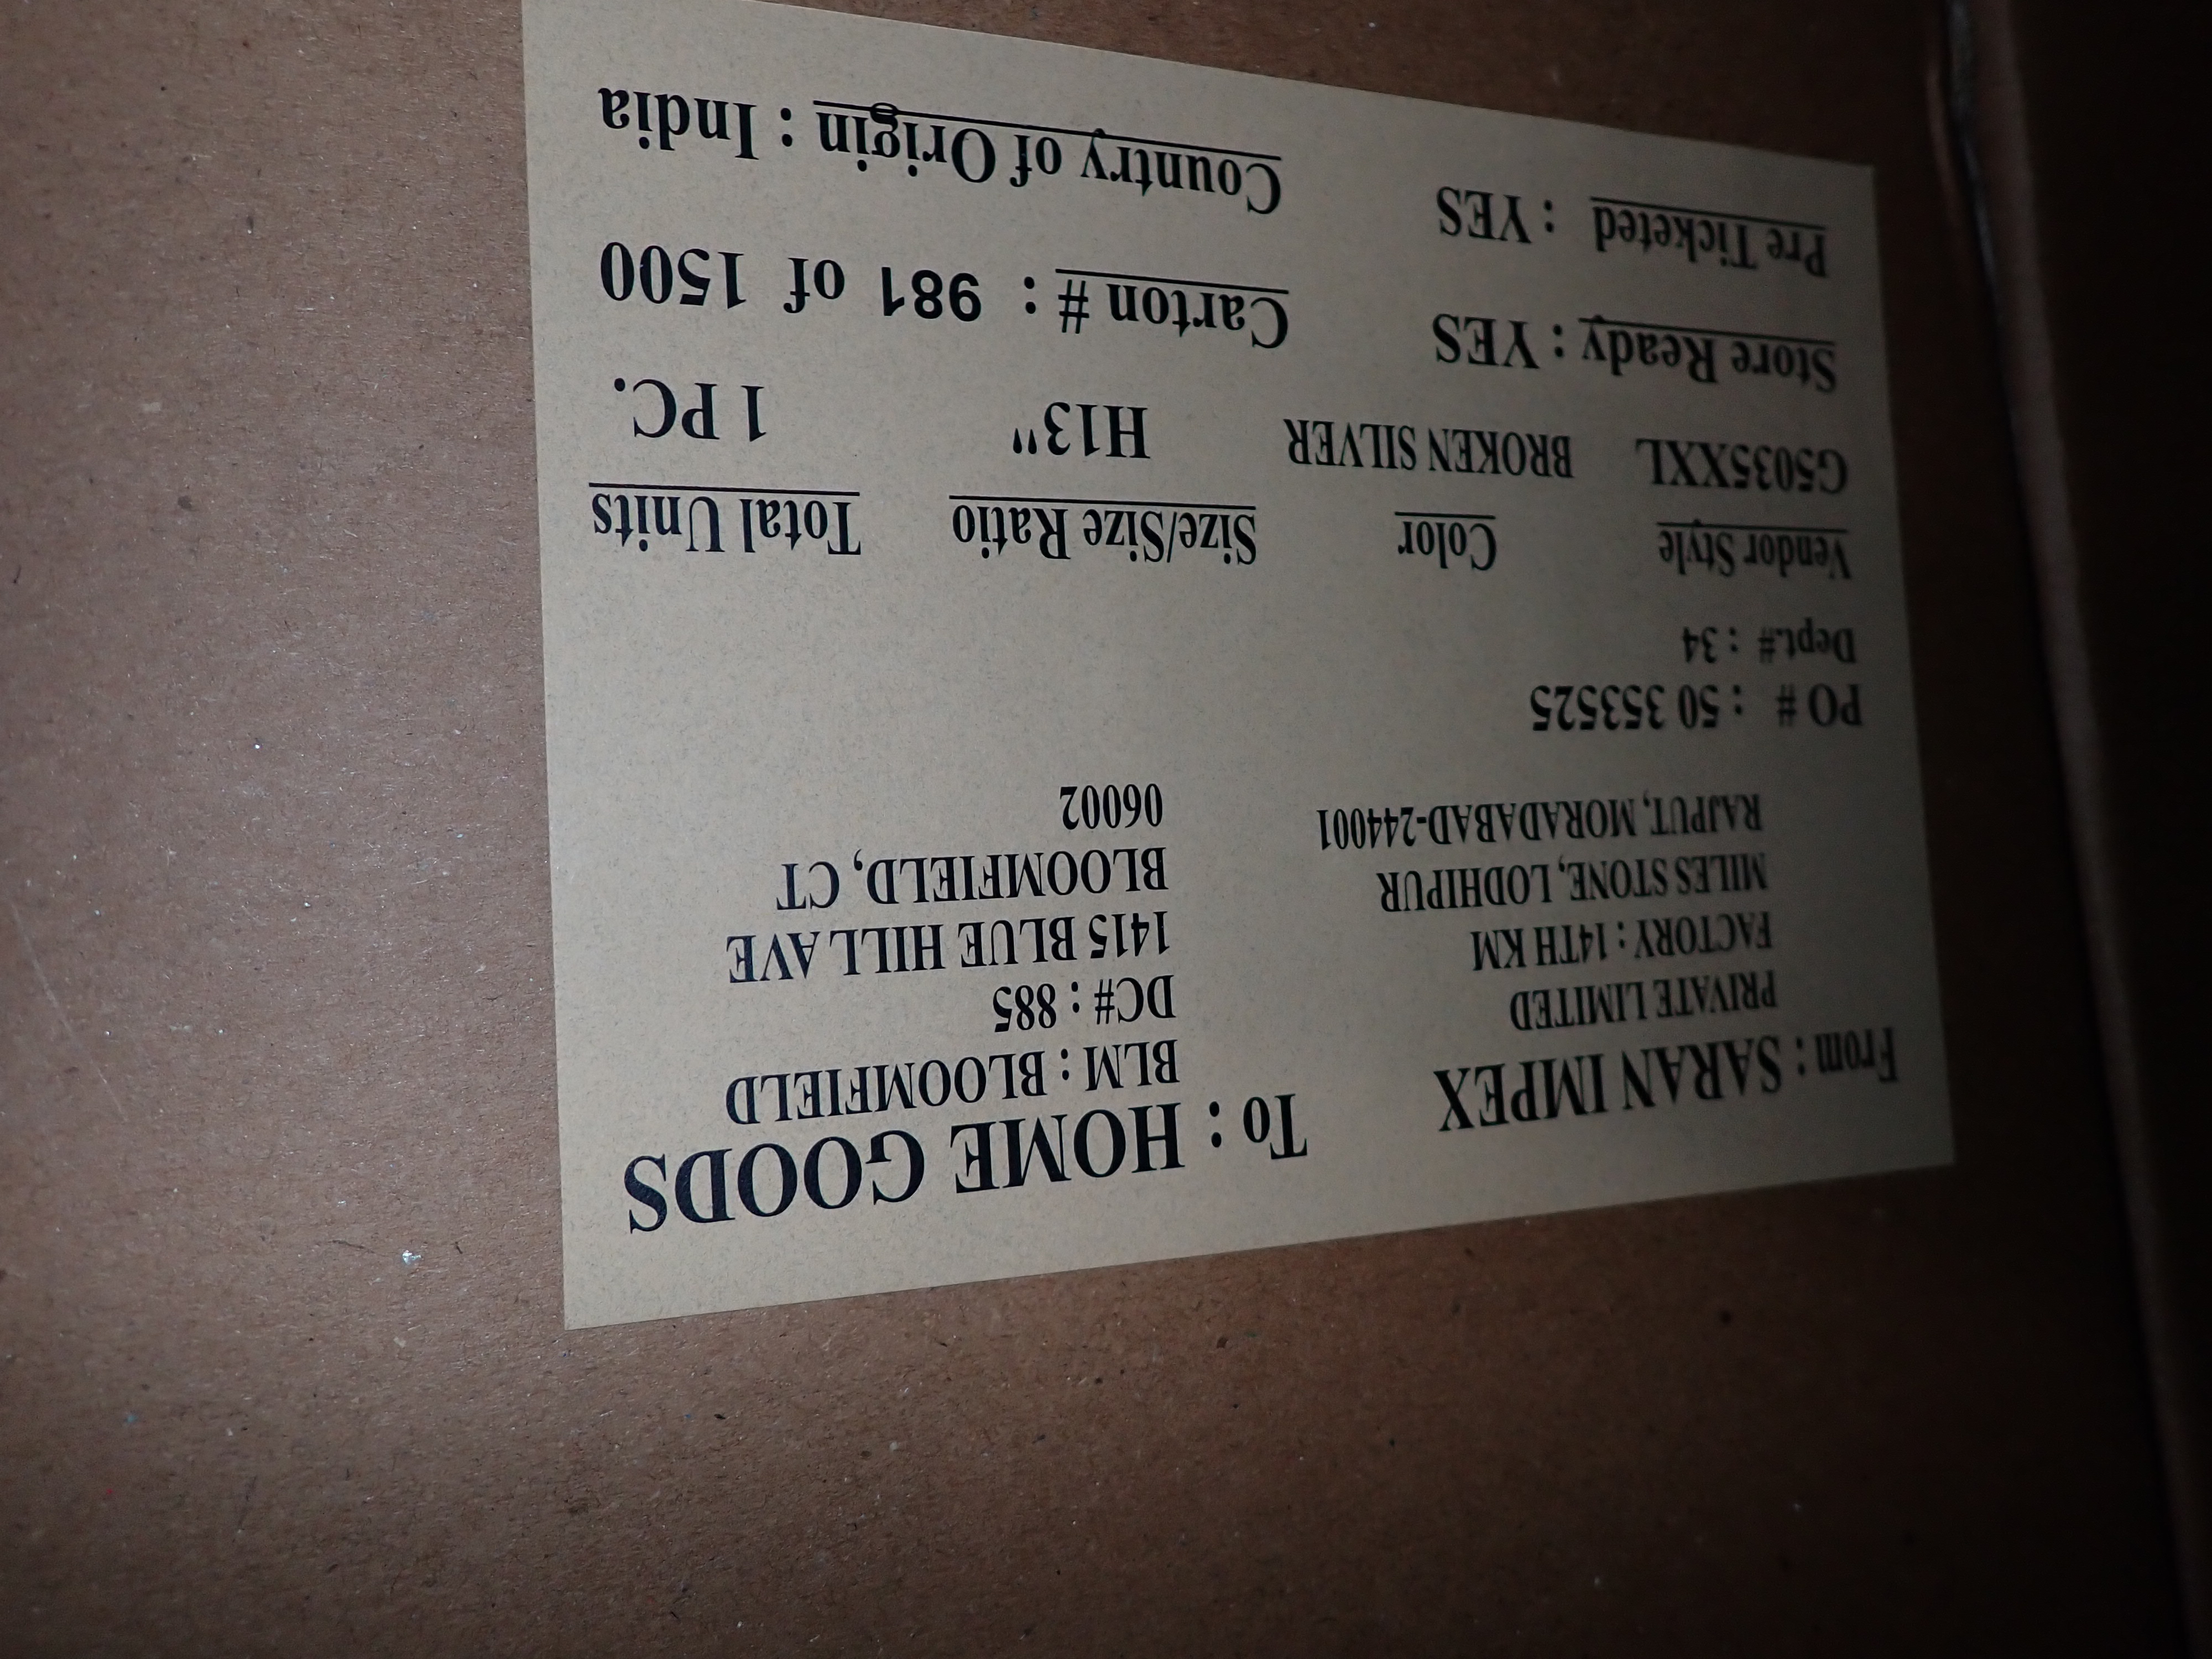 From : SARAN IMPEX
PRIVATE LIMITED
FACTORY : 14TH KM
MILES STONE, LODHIPUR
RAJPUT, MORADABAD-244001
To : HOME GOODS
BLM : BLOOMFIELD
DC# : 885
1415 BLUE HILL AVE
BLOOMFIELD, CT
06002
PO # : 50 353525
Dept.# : 34
Vendor Style Color Size/Size Ratio Total Units
G5035XXL BROKEN SILVER H13" 1 PC.
Store Ready : YES Carton # : 981 of 1500
Pre Ticketed : YES Country of Origin : India